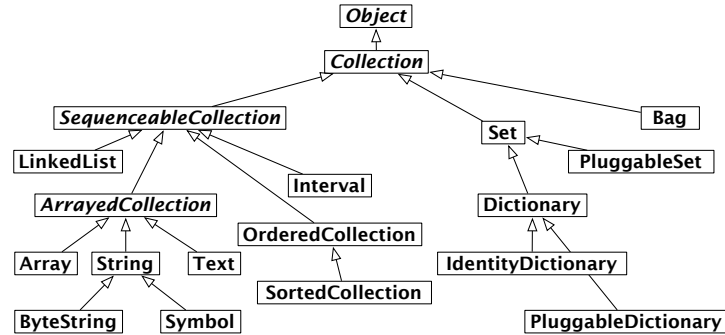 Object
Collection
SequenceableCollection
Bag
Set
LinkedList
PluggableSet
Interval
ArrayedCollection
Dictionary
OrderedCollection
Array
String
Text
IdentityDictionary
SortedCollection
ByteString
Symbol
PluggableDictionary